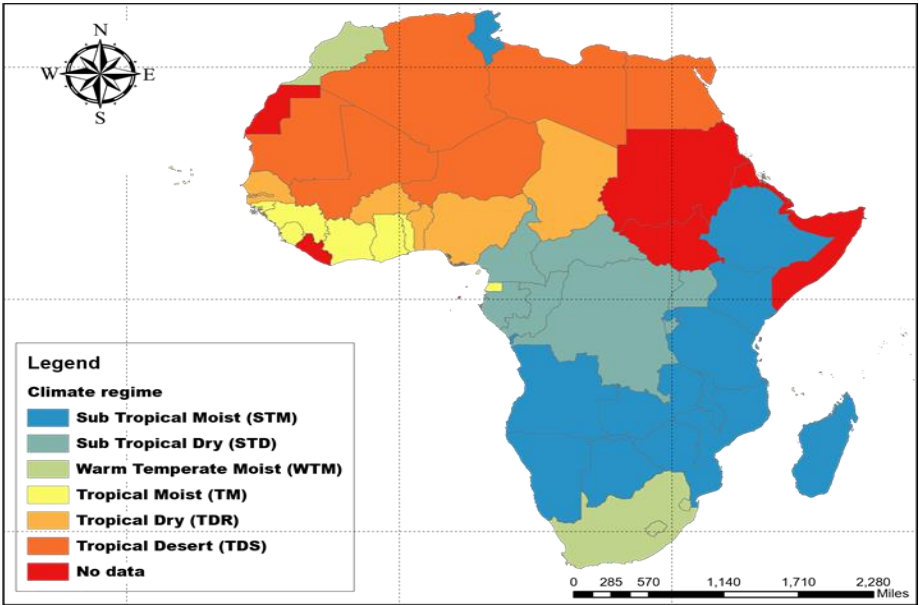 N
W E
S
Legend
Climate regime
Sub Tropical Moist (STM)
Sub Tropical Dry (STD)
Warm Temperate Moist (WTM)
Tropical Moist (TM)
Tropical Dry (TDR)
Tropical Desert (TDS)
No data
0 285 570 1,140 1,710 2,280
Miles